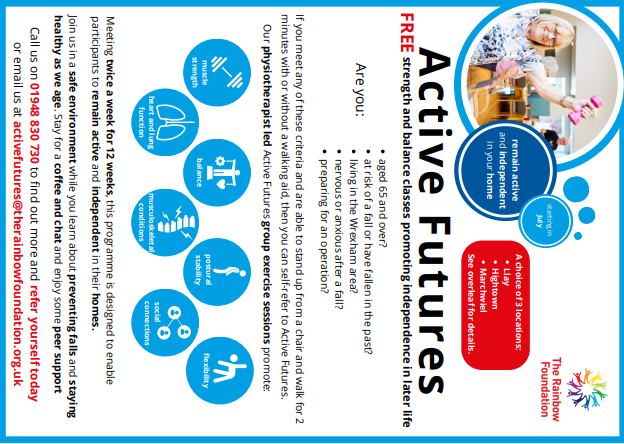 The Rainbow
Foundation
remain active
and independent
in your home
starting in
July
A choice of 3 locations:
• Llay
• Hightown
• Marchwiel
See overleaf for details.
Active Futures
FREE strength and balance classes promoting independence in later life
Are you:
• aged 65 and over?
• at risk of a fall or have fallen in the past?
• living in the Wrexham area?
• nervous or anxious after a fall?
• preparing for an operation?
If you meet any of these criteria and are able to stand up from a chair and walk for 2
minutes with or without a walking aid, then you can self-refer to Active Futures.
Our physiotherapist led Active Futures group exercise sessions promote:
muscle
strength
heart and lung
function
balance
musculoskeletal
conditions
postural
stability
social
connections
flexibility
Meeting twice a week for 12 weeks, this programme is designed to enable
participants to remain active and independent in their homes.
Join us in a safe environment while you learn about preventing falls and staying
healthy as we age. Stay for a coffee and chat and enjoy some peer support
Call us on 01948 830 730 to find out more and refer yourself today
or email us at activefutures@therainbowfoundation.org.uk